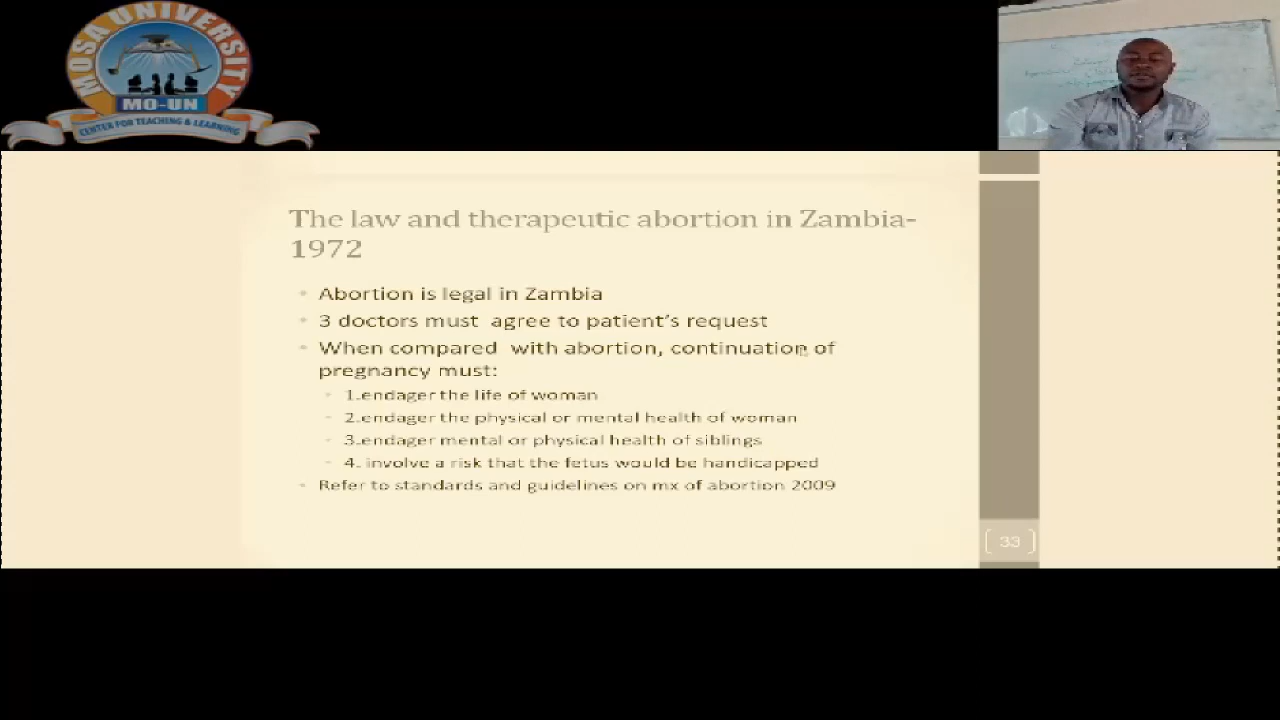 MOSA UNIVERSITY
MO-UN
CENTER FOR TEACHING & LEARNING
The law and therapeutic abortion in Zambia-
1972
Abortion is legal in Zambia
3 doctors must agree to patient's request
When compared with abortion, continuation of
pregnancy must:
1.endager the life of woman
2.endager the physical or mental health of woman
3.endager mental or physical health of siblings
4. involve a risk that the fetus would be handicapped
Refer to standards and guidelines on mx of abortion 2009
[ 33 ]